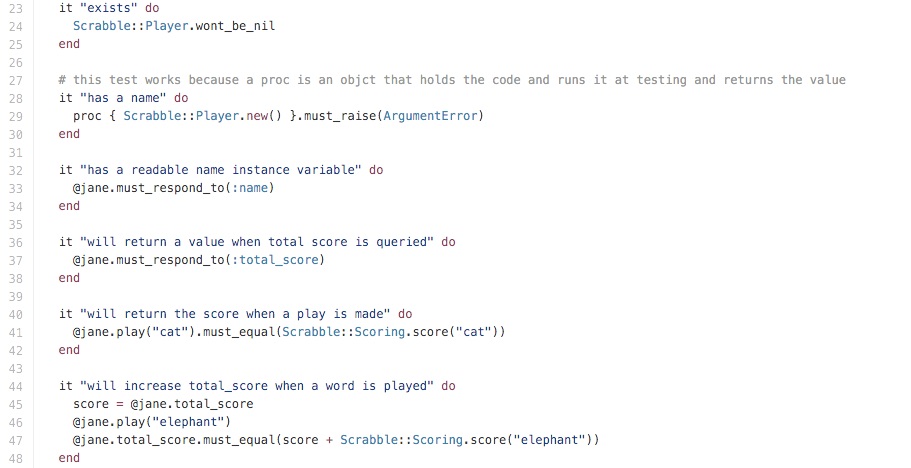 23 it "exists" do
24 Scrabble::Player.wont_be_nil
25 end
26
27 # this test works because a proc is an objct that holds the code and runs it at testing and returns the value
28 it "has a name" do
29 proc { Scrabble::Player.new() }.must_raise(ArgumentError)
30 end
31
32 it "has a readable name instance variable" do
33 @jane.must_respond_to(:name)
34 end
35
36 it "will return a value when total score is queried" do
37 @jane.must_respond_to(:total_score)
38 end
39
40 it "will return the score when a play is made" do
41 @jane.play("cat").must_equal(Scrabble::Scoring.score("cat"))
42 end
43
44 it "will increase total_score when a word is played" do
45 score = @jane.total_score
46 @jane.play("elephant")
47 @jane.total_score.must_equal(score + Scrabble::Scoring.score("elephant"))
48 end